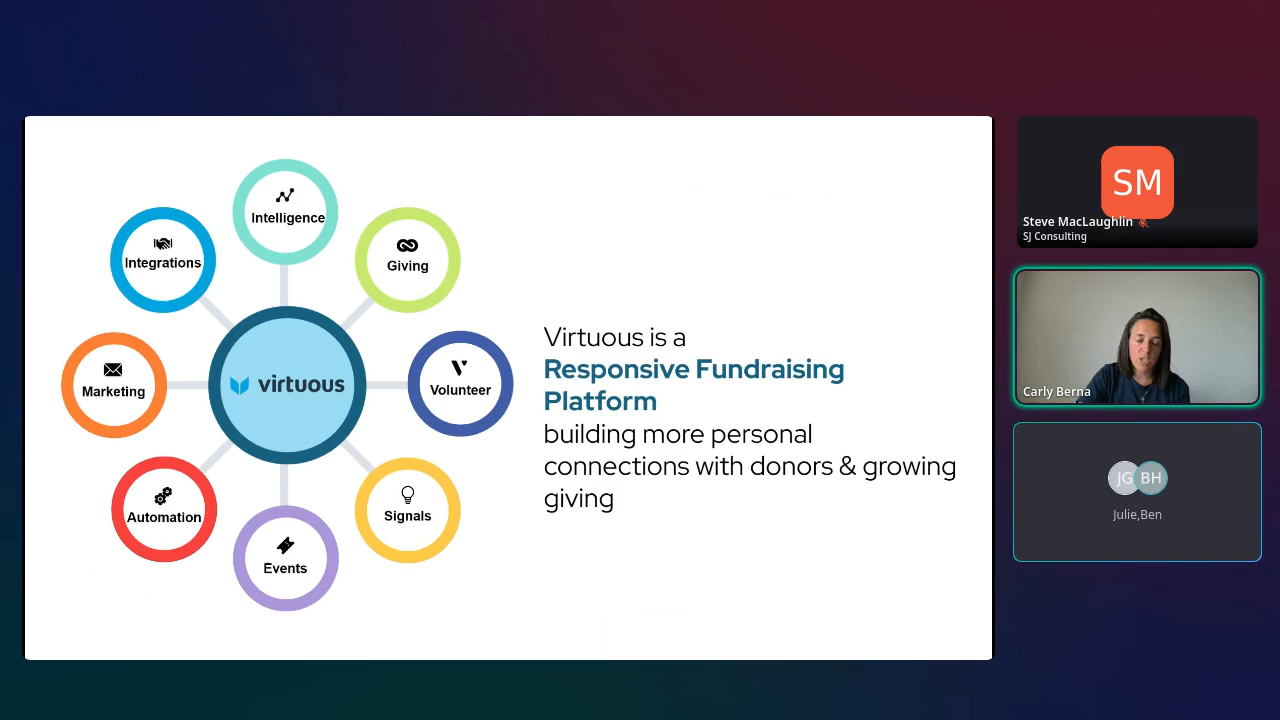 Intelligence
Integrations
Giving
Marketing
virtuous
Volunteer
Automation
Signals
Events
Virtuous is a
Responsive Fundraising
Platform
building more personal
connections with donors & growing
giving
SM
Steve MacLaughlin
SJ Consulting
Carly Berna
JG BH
Julie,Ben